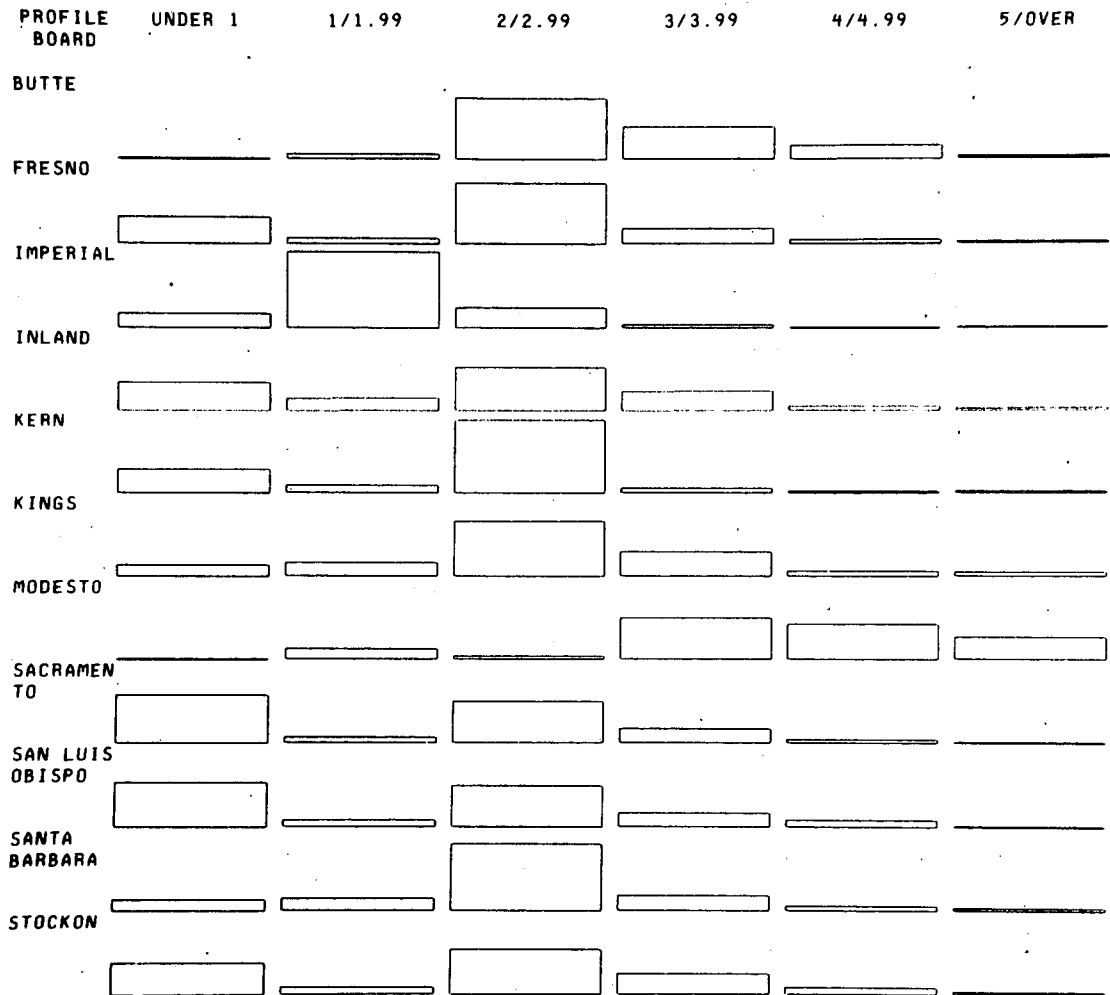 PROFILE UNDER 1 1/1.99 2/2.99 3/3.99 4/4.99 5/OVER
BOARD
BUTTE
FRESNO
IMPERIAL
INLAND
KERN
KINGS
MODESTO
SACRAMEN
TO
SAN LUIS
OBISPO
SANTA
BARBARA
STOCKON